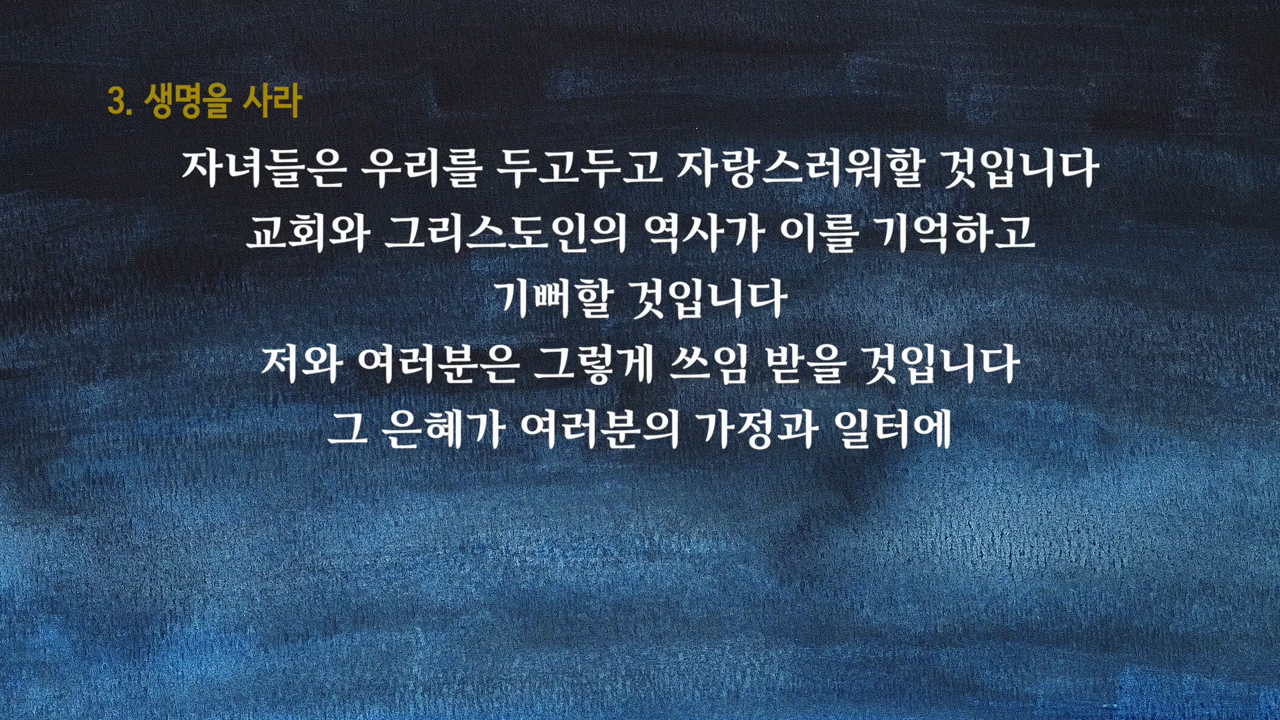 3. 생명을 사라
자녀들은 우리를 두고두고 자랑스러워할 것입니다
교회와 그리스도인의 역사가 이를 기억하고
기뻐할 것입니다
저와 여러분은 그렇게 쓰임 받을 것입니다
그 은혜가 여러분의 가정과 일터에